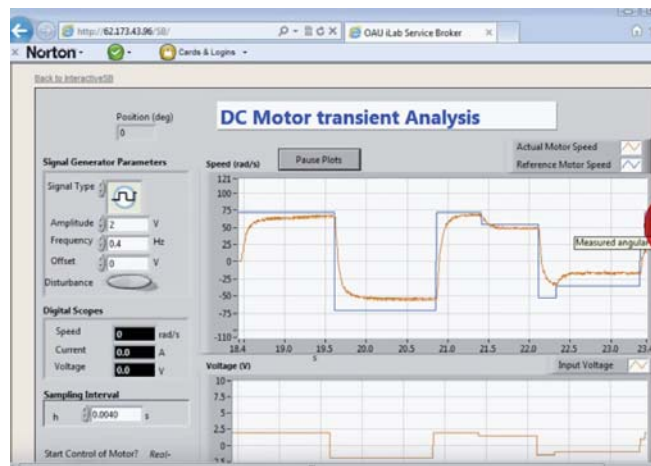 http://62.173.43.96/SB/
OAU iLab Service Broker
Norton
Cards & Logins
Back to InteractiveSB
Position (deg)
0
DC Motor transient Analysis
Signal Generator Parameters
Signal Type
Amplitude 2 V
Frequency 0.4 Hz
Offset 0 V
Disturbance
Digital Scopes
Speed 0 rad/s
Current 0.0 A
Voltage 0.0 V
Sampling Interval
h 0.0040 s
Start Control of Motor? Real-
Speed (rad/s)
Pause Plots
Actual Motor Speed
Reference Motor Speed
121
100
75
50
25
0
-25
-50
-75
-110
Measured angular
18.4 19.0 19.5 20.0 20.5 21.0 21.5 22.0 22.5 23.0 23.4
s
Voltage (V)
Input Voltage
10
7.5
5
2.5
0